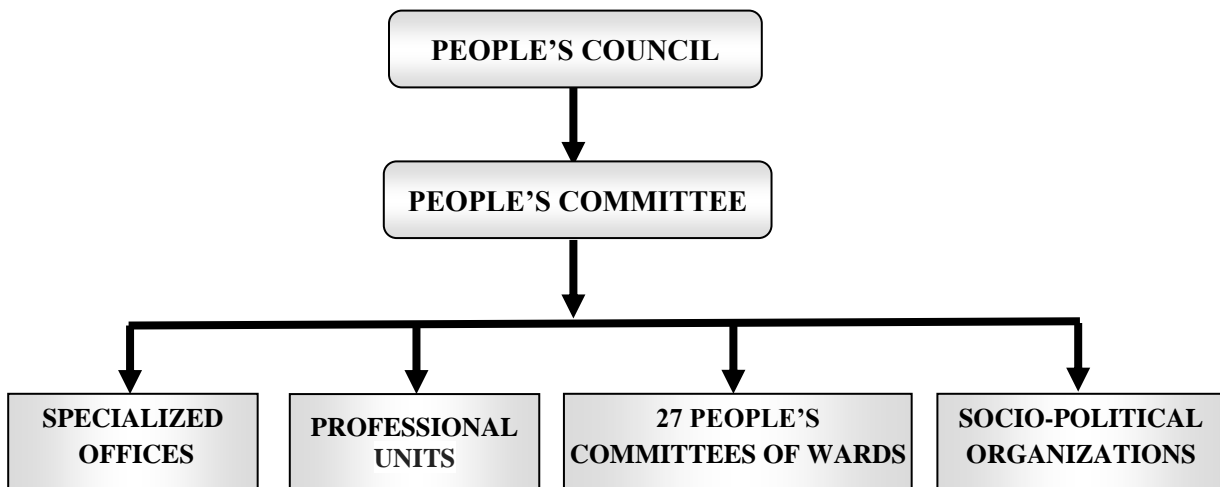 PEOPLE’S COUNCIL
PEOPLE’S COMMITTEE
SPECIALIZED
OFFICES
PROFESSIONAL
UNITS
27 PEOPLE’S
COMMITTEES OF WARDS
SOCIO-POLITICAL
ORGANIZATIONS